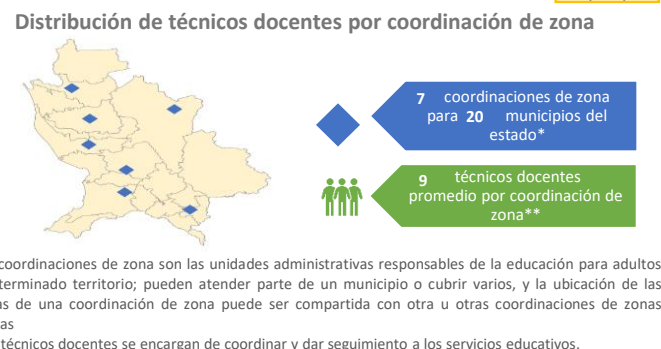 Distribución de técnicos docentes por coordinación de zona
7 coordinaciones de zona
para 20 municipios del
estado*
9 técnicos docentes
promedio por coordinación de
zona**
coordinaciones de zona son las unidades administrativas responsables de la educación para adultos
terminado territorio; pueden atender parte de un municipio o cubrir varios, y la ubicación de las
as de una coordinación de zona puede ser compartida con otra u otras coordinaciones de zonas
as
técnicos docentes se encargan de coordinar y dar seguimiento a los servicios educativos.